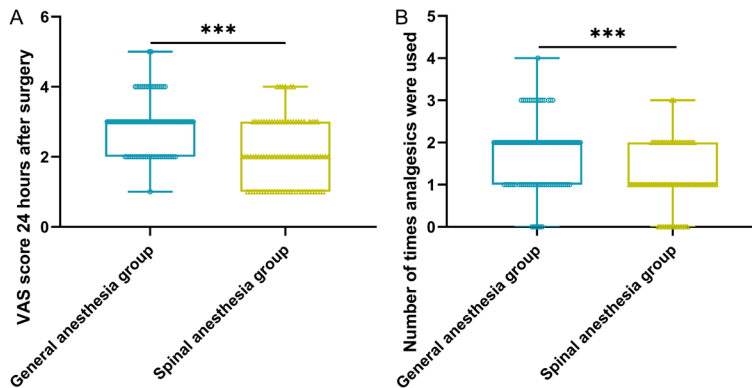 A
VAS score 24 hours after surgery
6
4
2
0
***
General anesthesia group
Spinal anesthesia group
B
Number of times analgesics were used
5
4
3
2
1
0
***
General anesthesia group
Spinal anesthesia group